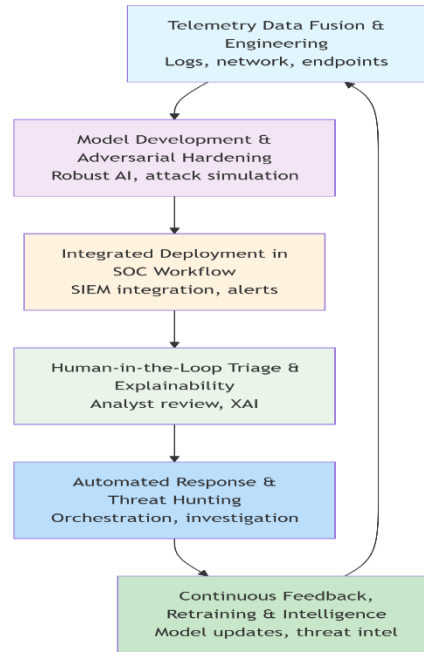 Telemetry Data Fusion &
Engineering
Logs, network, endpoints
Model Development &
Adversarial Hardening
Robust AI, attack simulation
Integrated Deployment in
SOC Workflow
SIEM integration, alerts
Human-in-the-Loop Triage &
Explainability
Analyst review, XAI
Automated Response &
Threat Hunting
Orchestration, investigation
Continuous Feedback,
Retraining & Intelligence
Model updates, threat intel